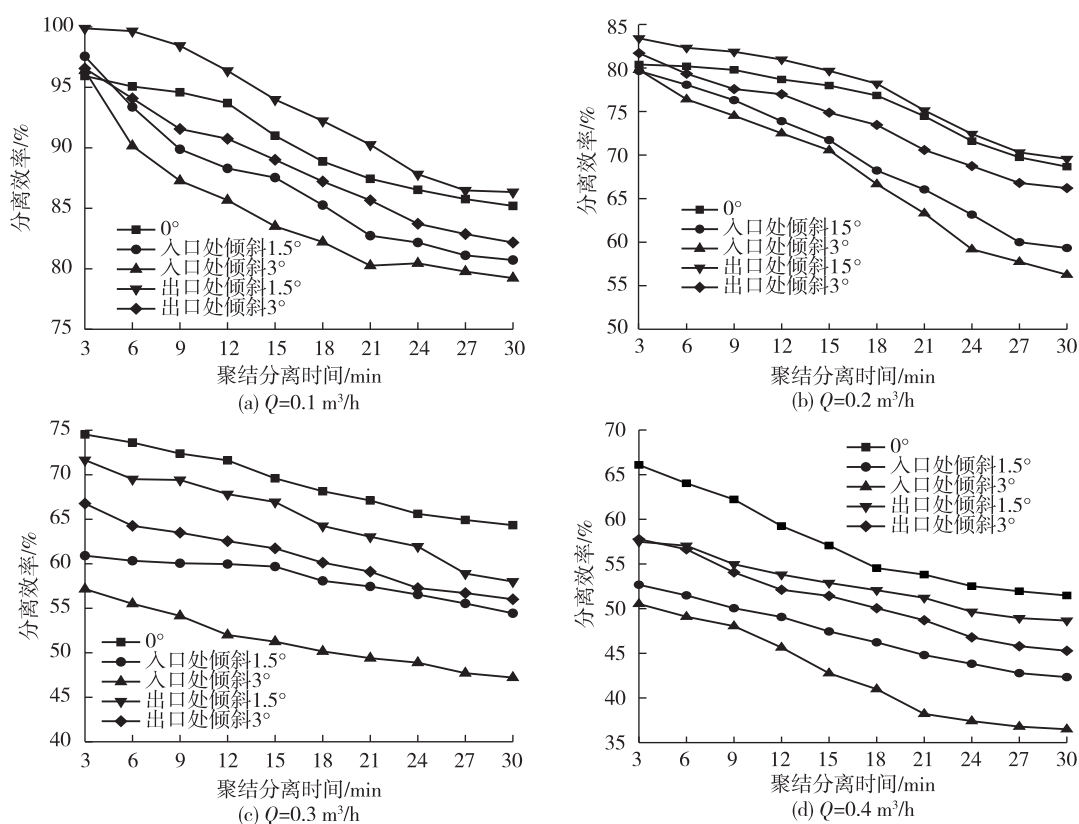 100
95
90
85
80
75
分离效率/%
0°
入口处倾斜1.5°
入口处倾斜3°
出口处倾斜1.5°
出口处倾斜3°
3 6 9 12 15 18 21 24 27 30
聚结分离时间/min
(a) Q=0.1 m³/h
85
80
75
70
65
60
55
50
分离效率/%
0°
入口处倾斜15°
入口处倾斜3°
出口处倾斜15°
出口处倾斜3°
3 6 9 12 15 18 21 24 27 30
聚结分离时间/min
(b) Q=0.2 m³/h
75
70
65
60
55
50
45
40
分离效率/%
0°
入口处倾斜1.5°
入口处倾斜3°
出口处倾斜1.5°
出口处倾斜3°
3 6 9 12 15 18 21 24 27 30
聚结分离时间/min
(c) Q=0.3 m³/h
70
65
60
55
50
45
40
35
分离效率/%
0°
入口处倾斜1.5°
入口处倾斜3°
出口处倾斜1.5°
出口处倾斜3°
3 6 9 12 15 18 21 24 27 30
聚结分离时间/min
(d) Q=0.4 m³/h